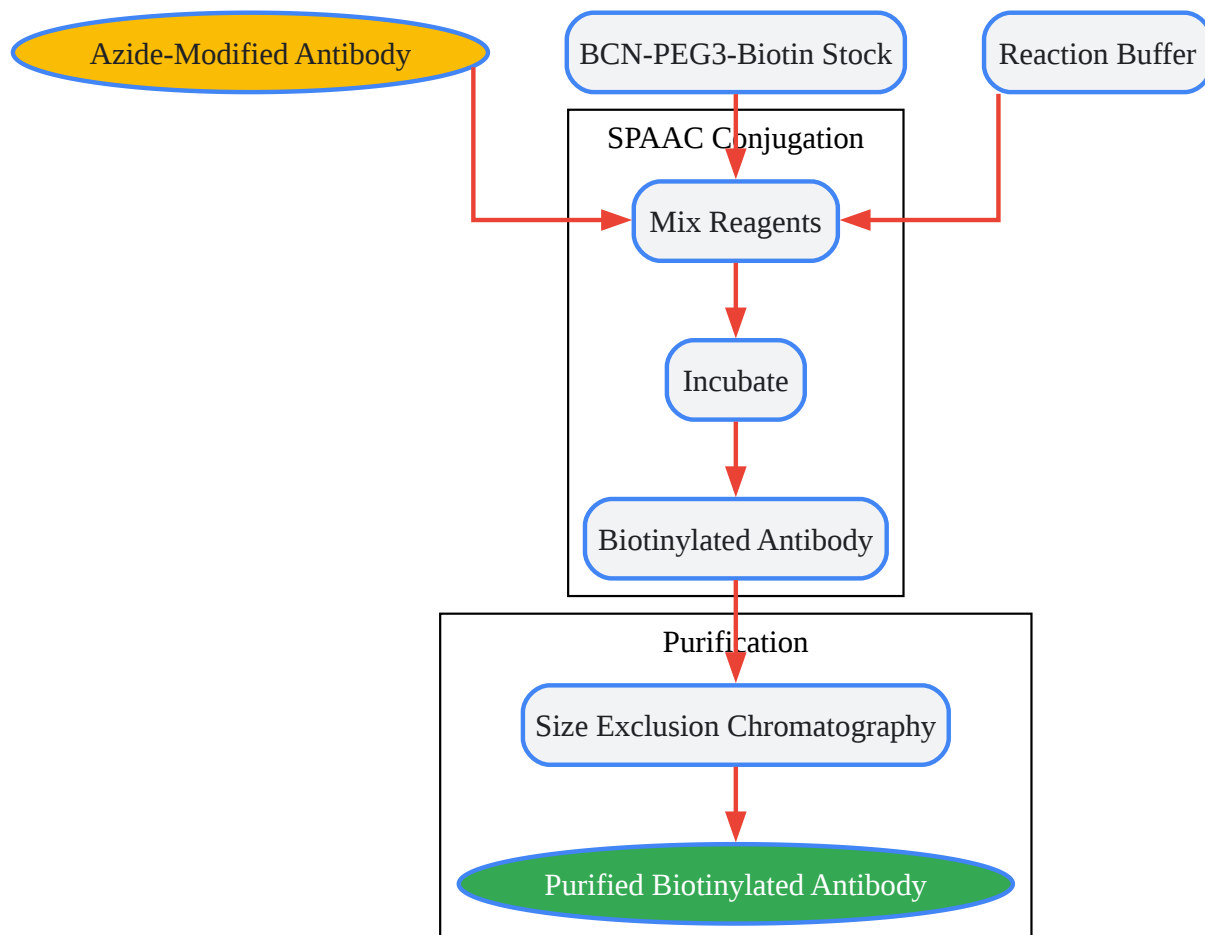 Azide-Modified Antibody
BCN-PEG3-Biotin Stock
Reaction Buffer
SPAAC Conjugation
Mix Reagents
Incubate
Biotinylated Antibody
Purification
Size Exclusion Chromatography
Purified Biotinylated Antibody